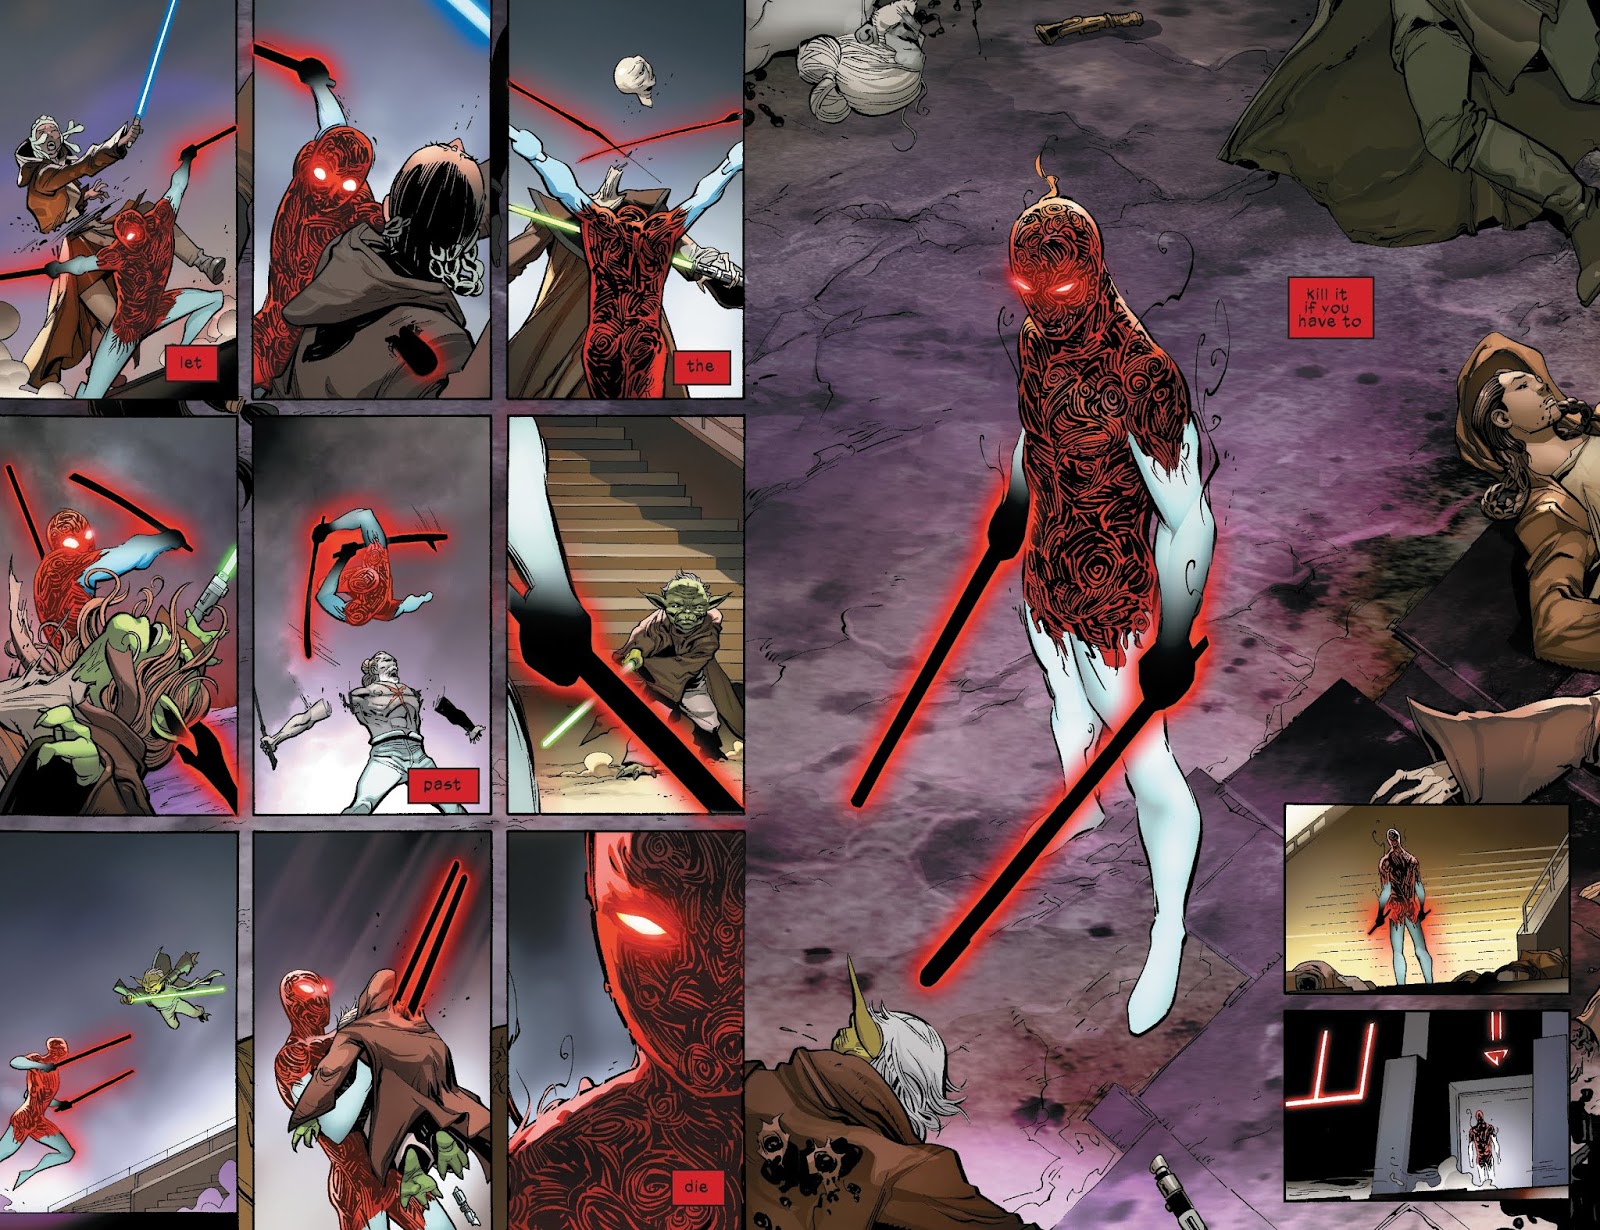 let
the
past
die
kill it
if you
have to